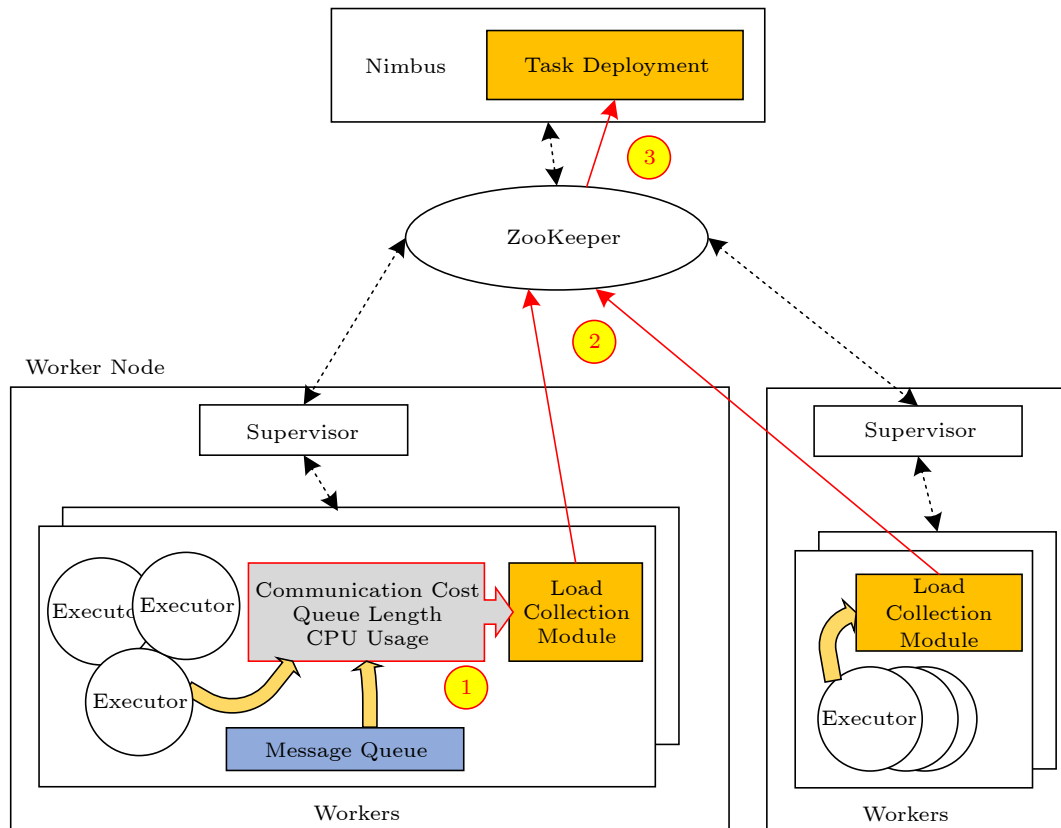 Nimbus
Task Deployment
3
ZooKeeper
2
Worker Node
Supervisor
Supervisor
Executor
Executor
Executor
Communication Cost
Queue Length
CPU Usage
Load
Collection
Module
1
Message Queue
Workers
Load
Collection
Module
Executor
Workers